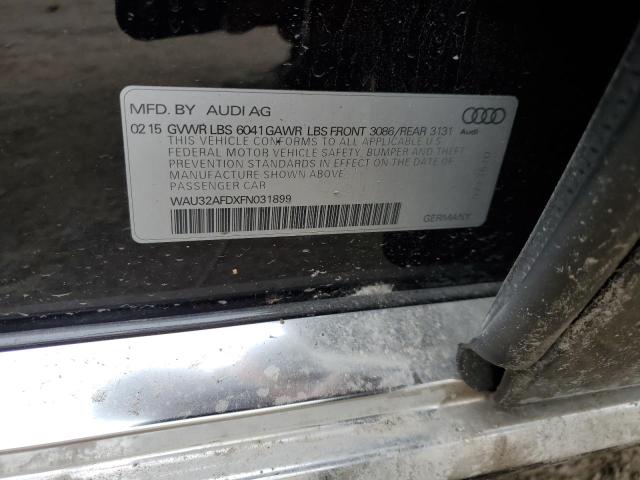 MFD. BY AUDI AG
02 15 GVWR LBS 6041 GAWR LBS FRONT 3086/REAR 3131
Audi
THIS VEHICLE CONFORMS TO ALL APPLICABLE U.S.
FEDERAL MOTOR VEHICLE SAFETY, BUMPER AND THEFT
PREVENTION STANDARDS IN EFFECT ON THE DATE OF
MANUFACTURE SHOWN ABOVE
PASSENGER CAR
WAU32AFDXFN031899
GERMANY